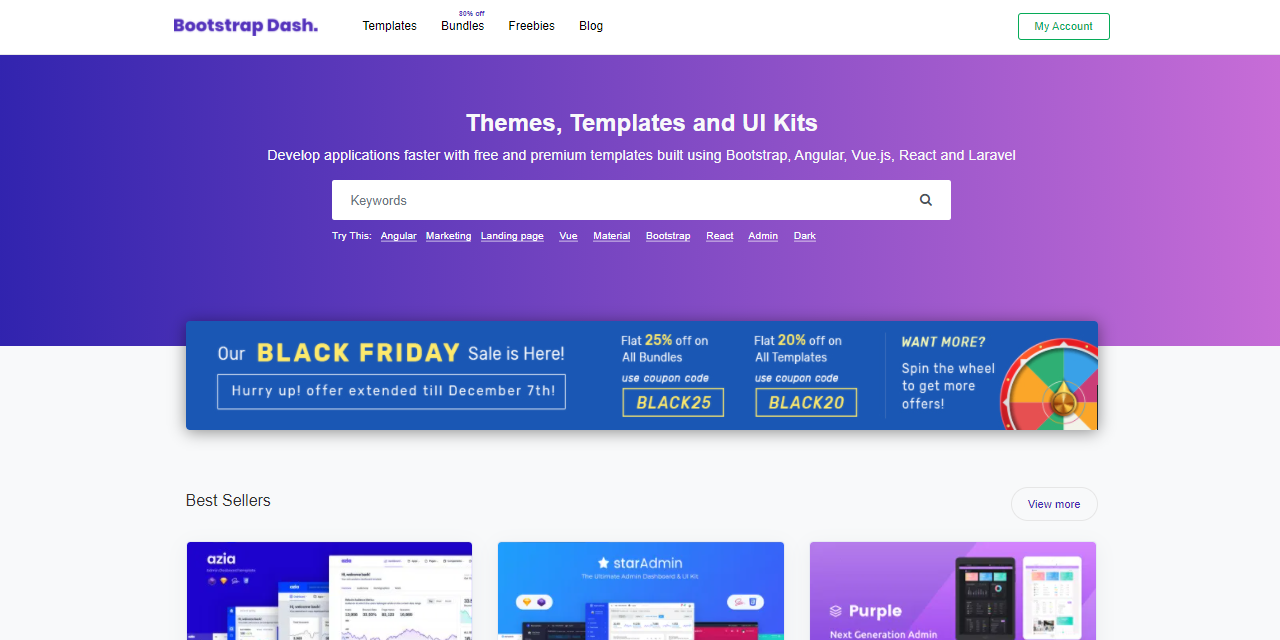 Bootstrap Dash.
Templates
80% off
Bundles
Freebies
Blog
My Account
Themes, Templates and UI Kits
Develop applications faster with free and premium templates built using Bootstrap, Angular, Vue.js, React and Laravel
Keywords
Try This: Angular Marketing Landing page Vue Material Bootstrap React Admin Dark
Our BLACK FRIDAY Sale is Here!
Hurry up! offer extended till December 7th!
Flat 25% off on
All Bundles
use coupon code
BLACK25
Flat 20% off on
All Templates
use coupon code
BLACK20
WANT MORE?
Spin the wheel
to get more
offers!
Best Sellers
View more
azia
starAdmin
The Ultimate Admin Dashboard & UI Kit
Purple
Next Generation Admin